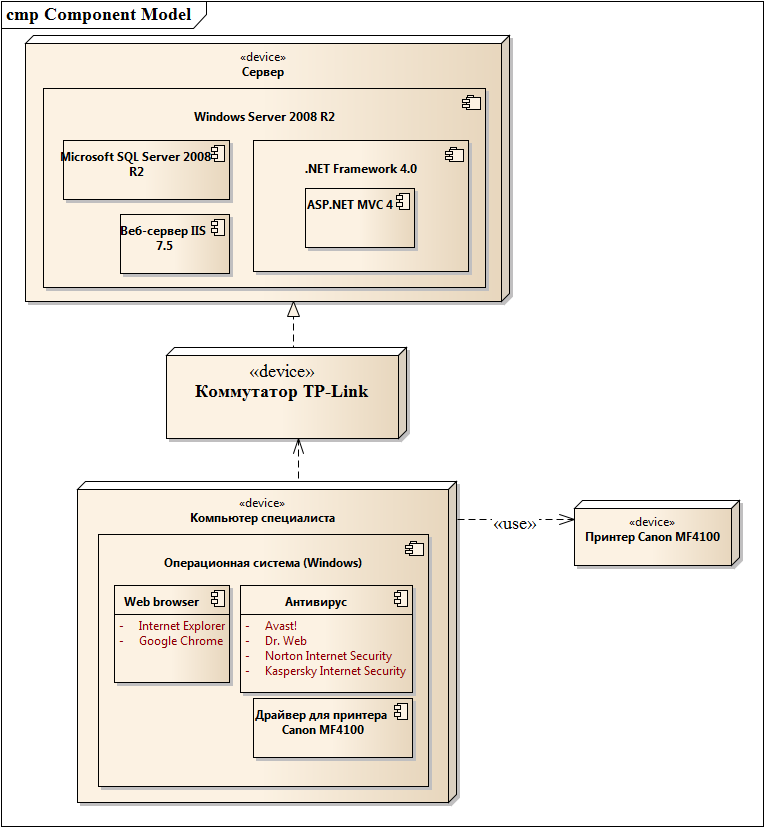 cmp Component Model
«device»
Сервер
Windows Server 2008 R2
Microsoft SQL Server 2008
R2
.NET Framework 4.0
ASP.NET MVC 4
Веб-сервер IIS
7.5
«device»
Коммутатор TP-Link
«device»
Компьютер специалиста
«use»
«device»
Принтер Canon MF4100
Операционная система (Windows)
Web browser
- Internet Explorer
- Google Chrome
Антивирус
- Avast!
- Dr. Web
- Norton Internet Security
- Kaspersky Internet Security
Драйвер для принтера
Canon MF4100